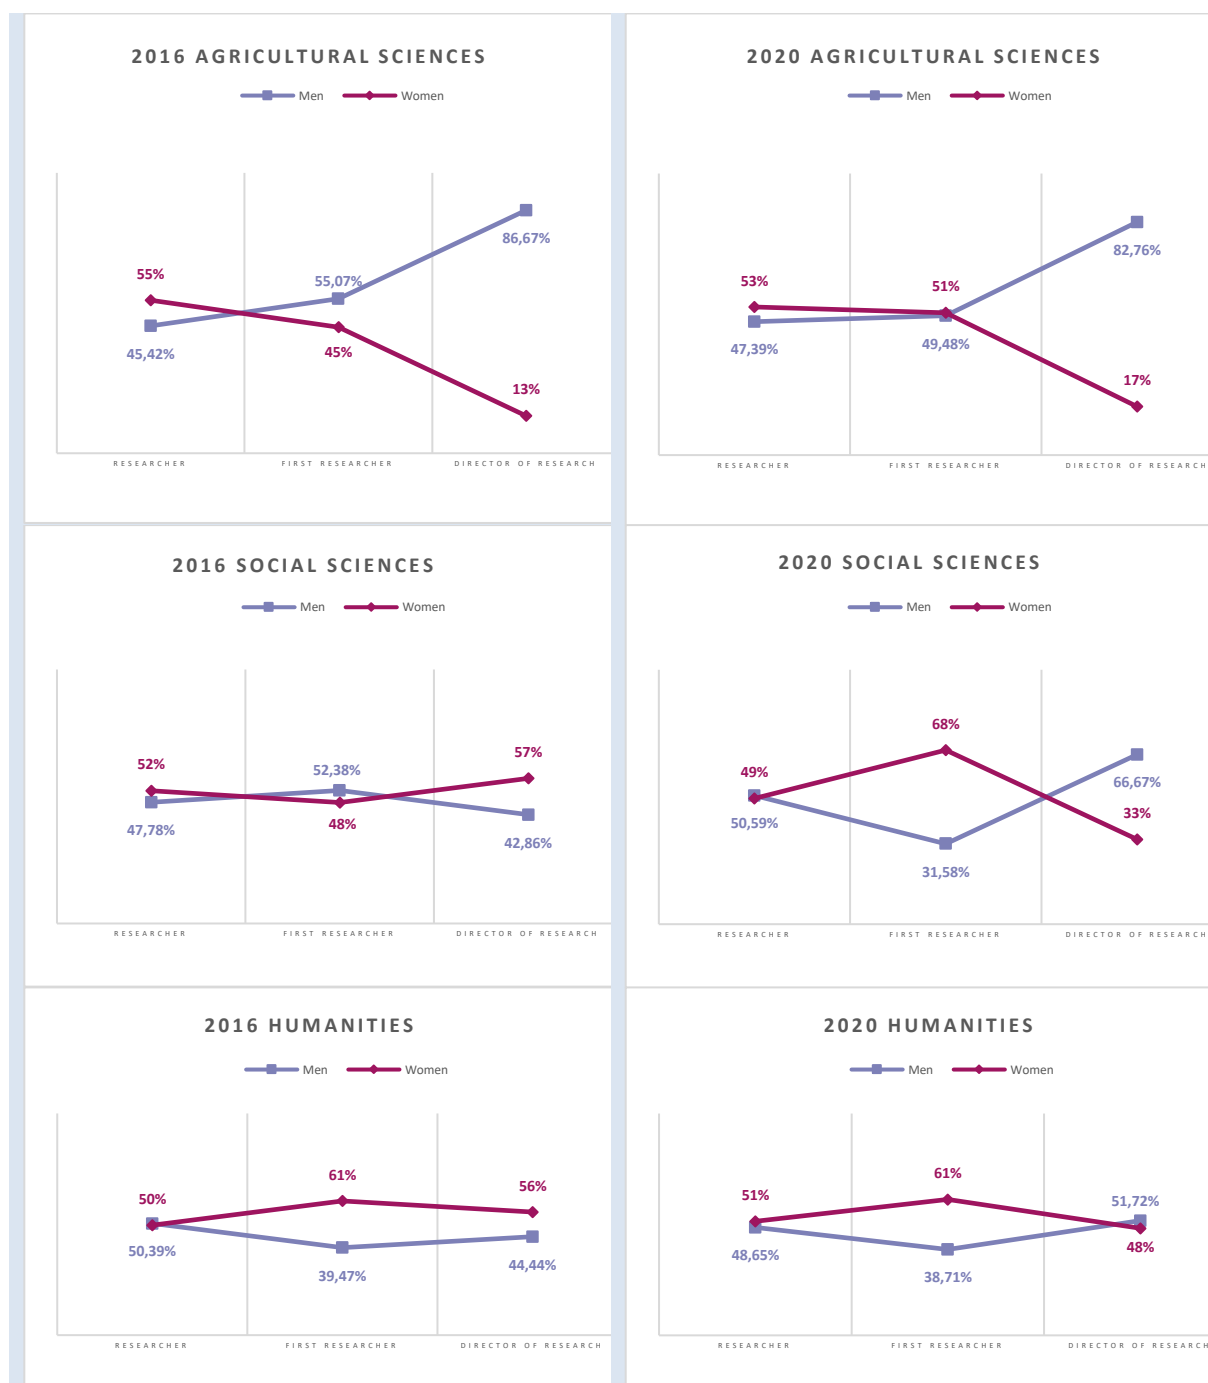 2016 AGRICULTURAL SCIENCES
Men Women
86,67%
55% 55,07%
45,42% 45%
13%
RESEARCHER FIRST RESEARCHER DIRECTOR OF RESEARCH
2020 AGRICULTURAL SCIENCES
Men Women
82,76%
53% 51%
47,39% 49,48%
17%
RESEARCHER FIRST RESEARCHER DIRECTOR OF RESEARCH
2016 SOCIAL SCIENCES
Men Women
52% 52,38% 57%
47,78% 48% 42,86%
RESEARCHER FIRST RESEARCHER DIRECTOR OF RESEARCH
2020 SOCIAL SCIENCES
Men Women
68%
49% 66,67%
50,59% 33%
31,58%
RESEARCHER FIRST RESEARCHER DIRECTOR OF RESEARCH
2016 HUMANITIES
Men Women
50% 61% 56%
50,39% 39,47% 44,44%
RESEARCHER FIRST RESEARCHER DIRECTOR OF RESEARCH
2020 HUMANITIES
Men Women
51% 61% 51,72%
48,65% 38,71% 48%
RESEARCHER FIRST RESEARCHER DIRECTOR OF RESEARCH